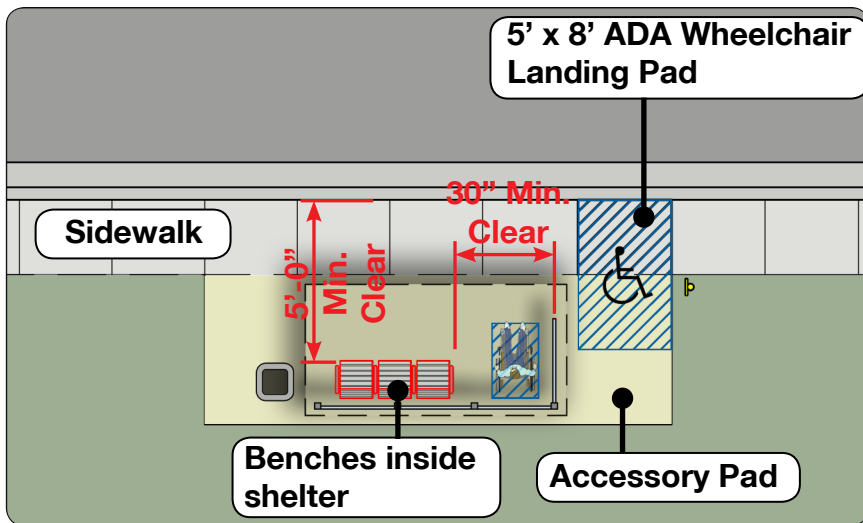 5’ x 8’ ADA Wheelchair
Landing Pad
30” Min.
Clear
Sidewalk
5’-0”
Min.
Clear
Benches inside
shelter
Accessory Pad